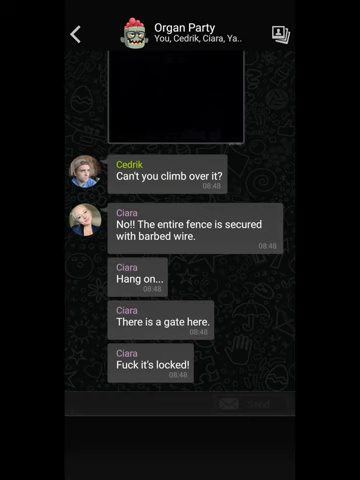 Organ Party
You, Cedrik, Ciara, Ya..
Cedrik
Can't you climb over it?
08:48
Ciara
No!! The entire fence is secured
with barbed wire.
08:48
Ciara
Hang on...
08:48
Ciara
There is a gate here.
08:48
Ciara
Fuck it's locked!
08:48
Send